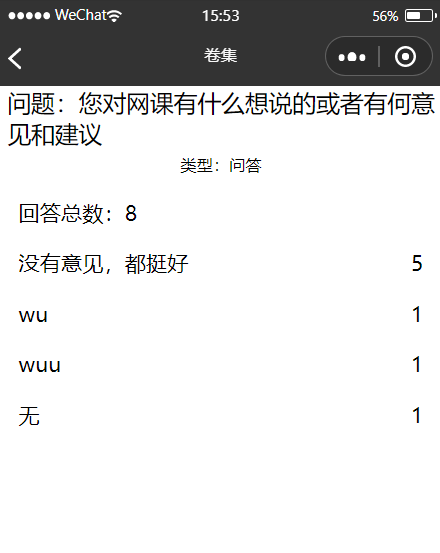 WeChat 15:53 56%
卷集
问题：您对网课有什么想说的或者有何意
见和建议
类型：问答
回答总数：8
没有意见，都挺好 5
wu 1
wuu 1
无 1